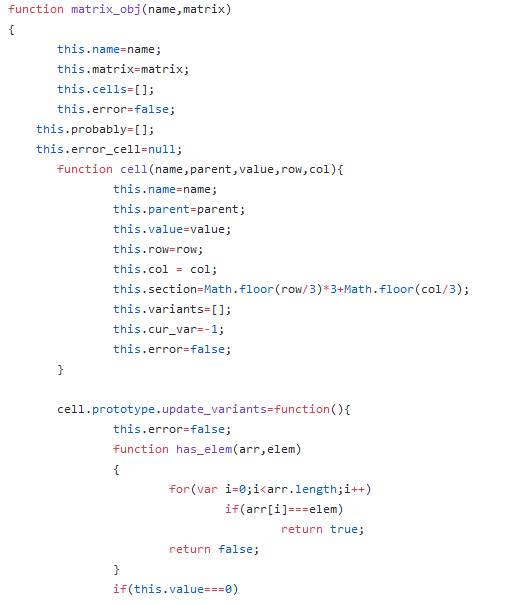 function matrix_obj(name,matrix)
{
this.name=name;
this.matrix=matrix;
this.cells=[];
this.error=false;
this.probably=[];
this.error_cell=null;
function cell(name,parent,value,row,col){
this.name=name;
this.parent=parent;
this.value=value;
this.row=row;
this.col = col;
this.section=Math.floor(row/3)*3+Math.floor(col/3);
this.variants=[];
this.cur_var=-1;
this.error=false;
}
cell.prototype.update_variants=function(){
this.error=false;
function has_elem(arr,elem)
{
for(var i=0;i<arr.length;i++)
if(arr[i]===elem)
return true;
return false;
}
if(this.value===0)